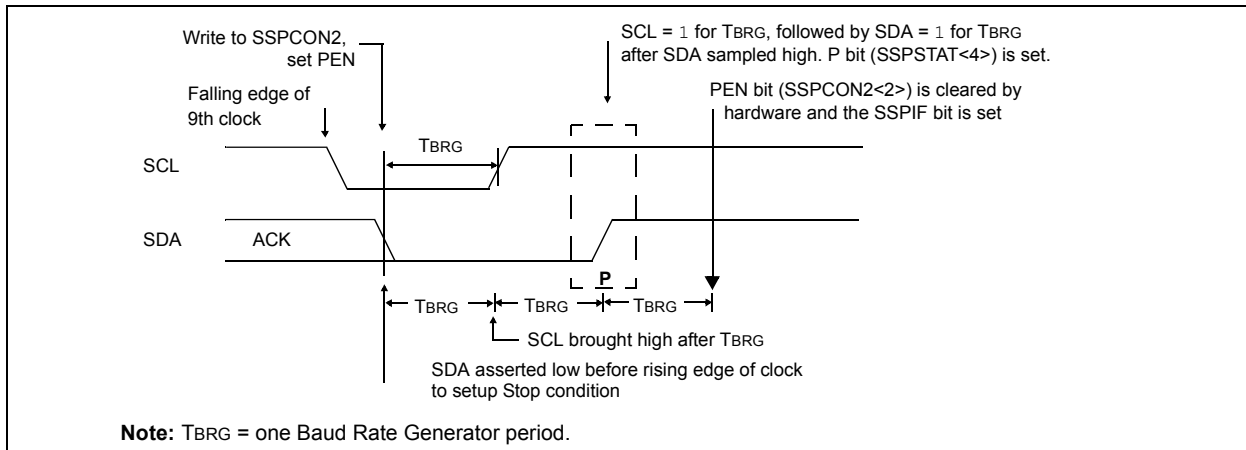 Write to SSPCON2,
set PEN
SCL = 1 for TBRG, followed by SDA = 1 for TBRG
after SDA sampled high. P bit (SSPSTAT<4>) is set.
Falling edge of
9th clock
PEN bit (SSPCON2<2>) is cleared by
hardware and the SSPIF bit is set
TBRG
SCL
SDA
ACK
P
TBRG
TBRG
TBRG
SCL brought high after TBRG
SDA asserted low before rising edge of clock
to setup Stop condition
Note: TBRG = one Baud Rate Generator period.